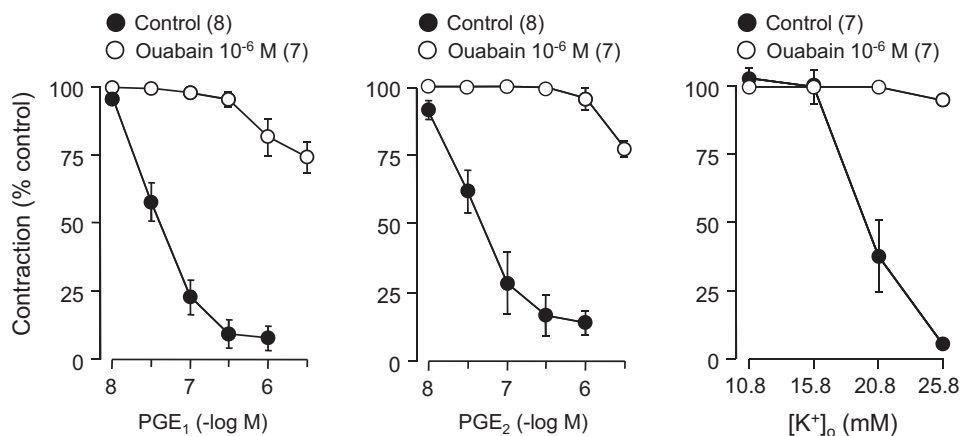 Control (8)
Ouabain 10⁻⁶ M (7)
Control (8)
Ouabain 10⁻⁶ M (7)
Control (7)
Ouabain 10⁻⁶ M (7)
Contraction (% control)
100
75
50
25
0
8
7
6
PGE₁ (-log M)
100
75
50
25
0
8
7
6
PGE₂ (-log M)
100
75
50
25
0
10.8
15.8
20.8
25.8
[K⁺]ₒ (mM)